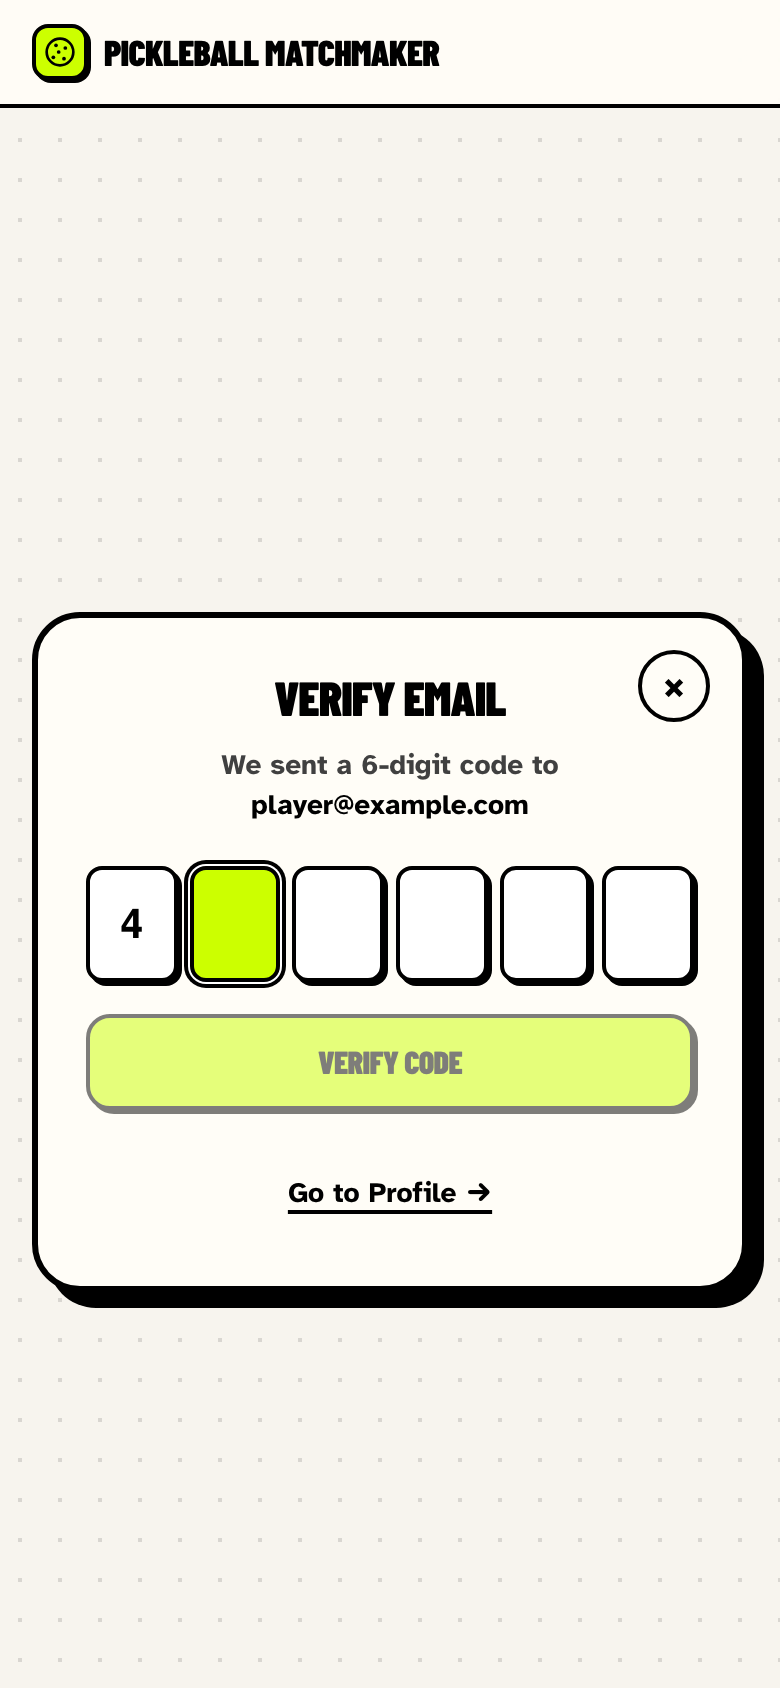 PICKLEBALL MATCHMAKER
VERIFY EMAIL
×
We sent a 6-digit code to
player@example.com
4
VERIFY CODE
Go to Profile →